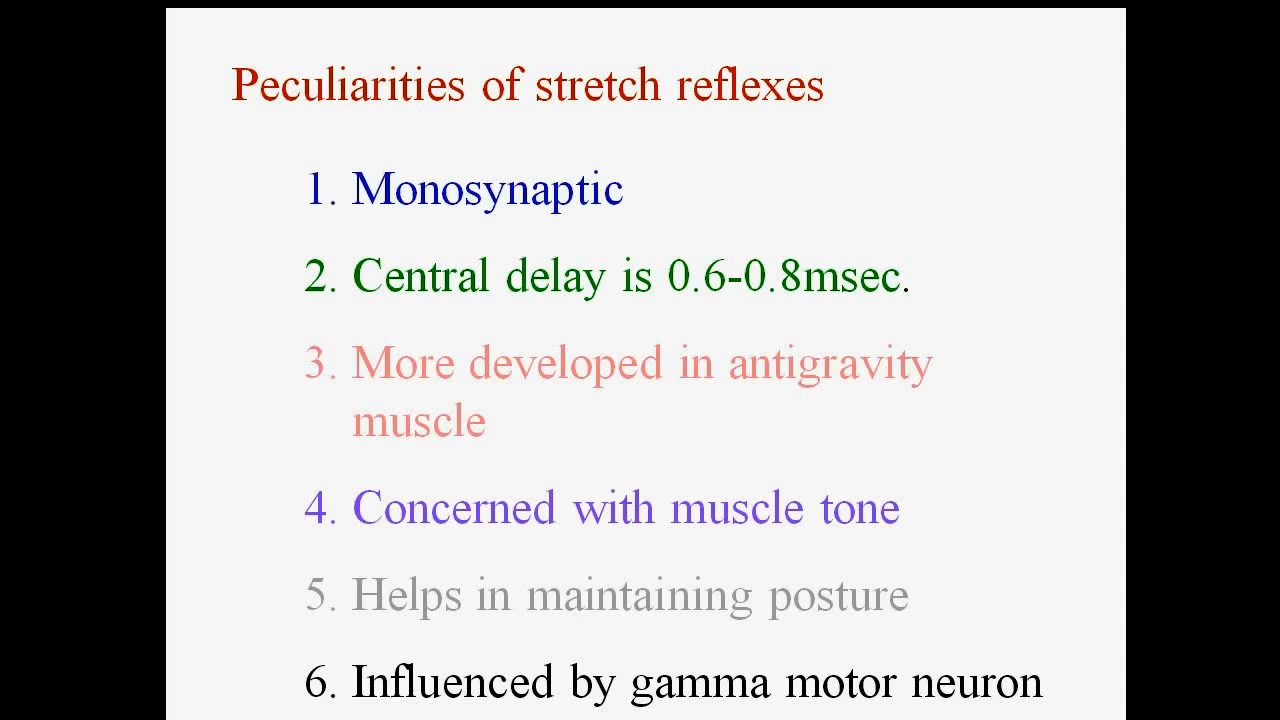 Peculiarities of stretch reflexes
1. Monosynaptic
2. Central delay is 0.6-0.8msec.
3. More developed in antigravity
muscle
4. Concerned with muscle tone
5. Helps in maintaining posture
6. Influenced by gamma motor neuron